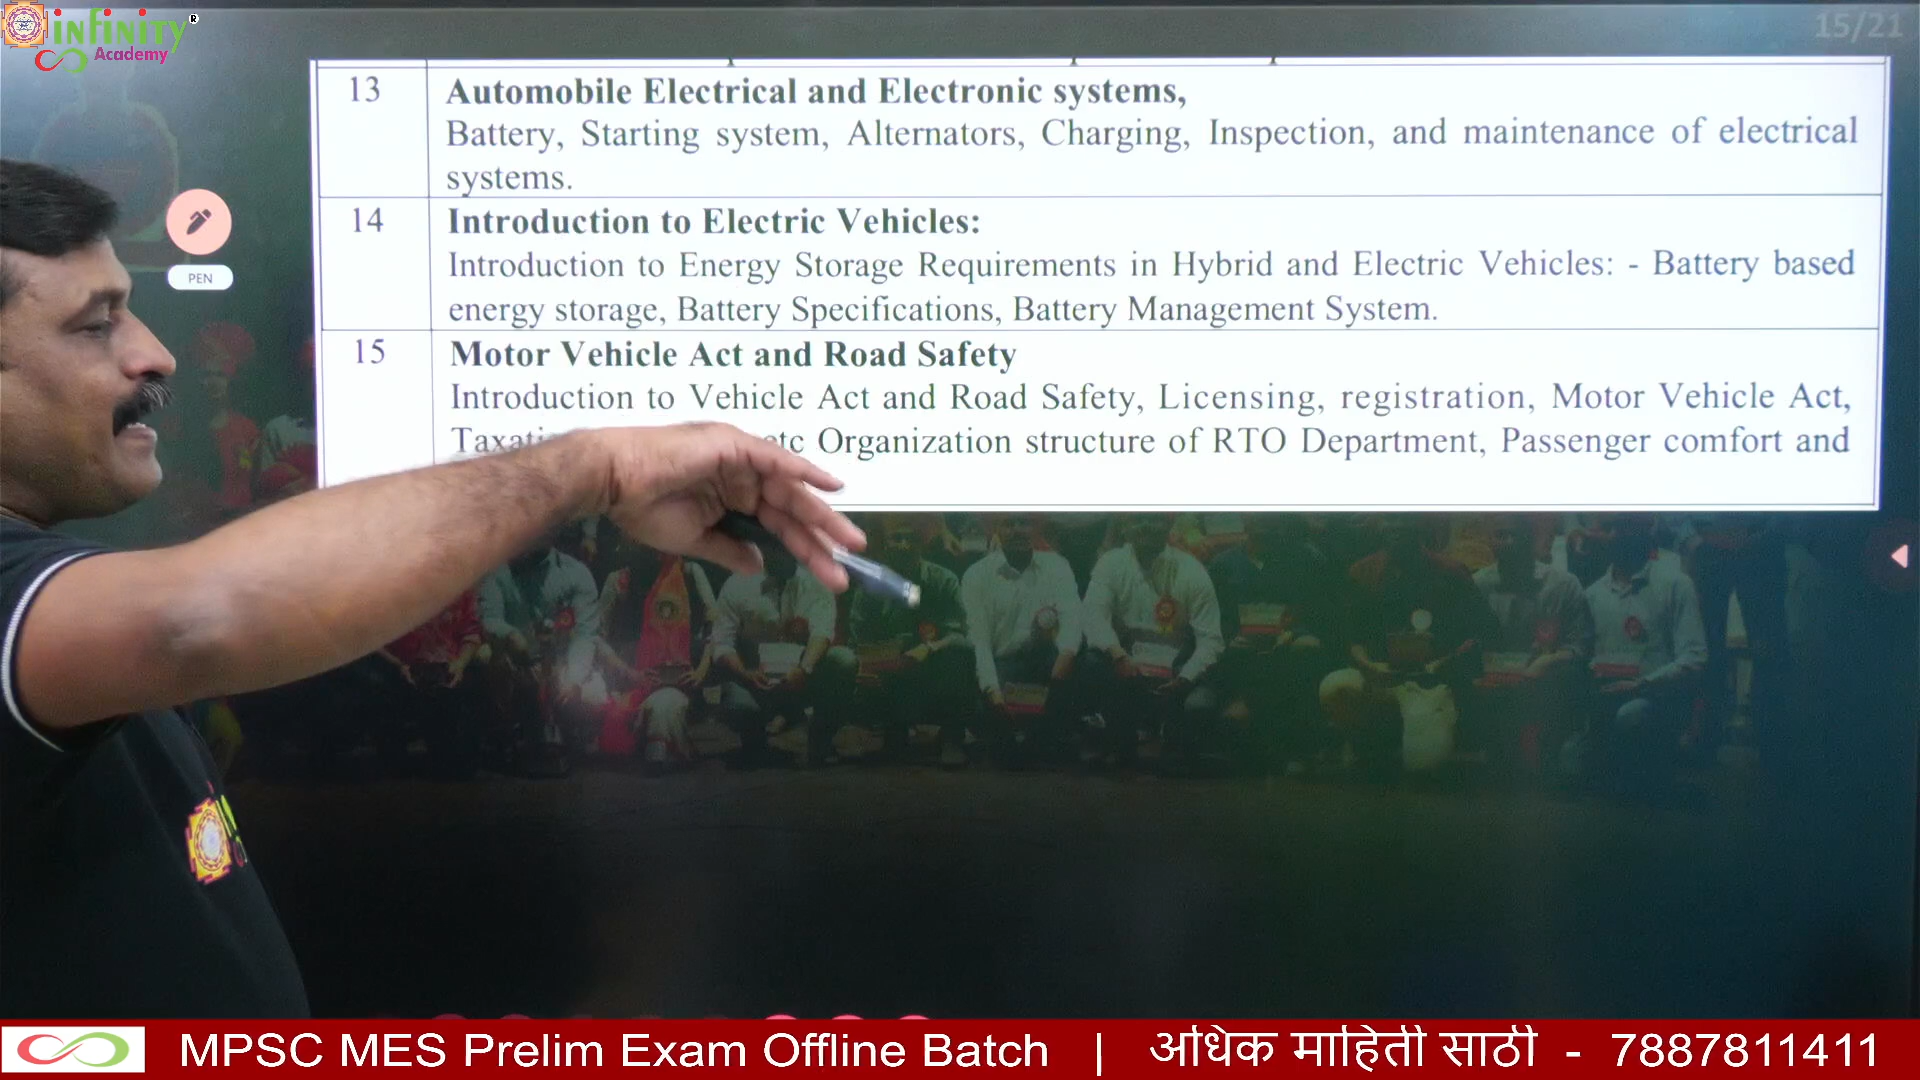 infinity®
Academy
15/21
13
Automobile Electrical and Electronic systems,
Battery, Starting system, Alternators, Charging, Inspection, and maintenance of electrical
systems.
PEN
14
Introduction to Electric Vehicles:
Introduction to Energy Storage Requirements in Hybrid and Electric Vehicles: - Battery based
energy storage, Battery Specifications, Battery Management System.
15
Motor Vehicle Act and Road Safety
Introduction to Vehicle Act and Road Safety, Licensing, registration, Motor Vehicle Act,
etc Organization structure of RTO Department, Passenger comfort and
MPSC MES Prelim Exam Offline Batch | अधिक माहिती साठी - 7887811411